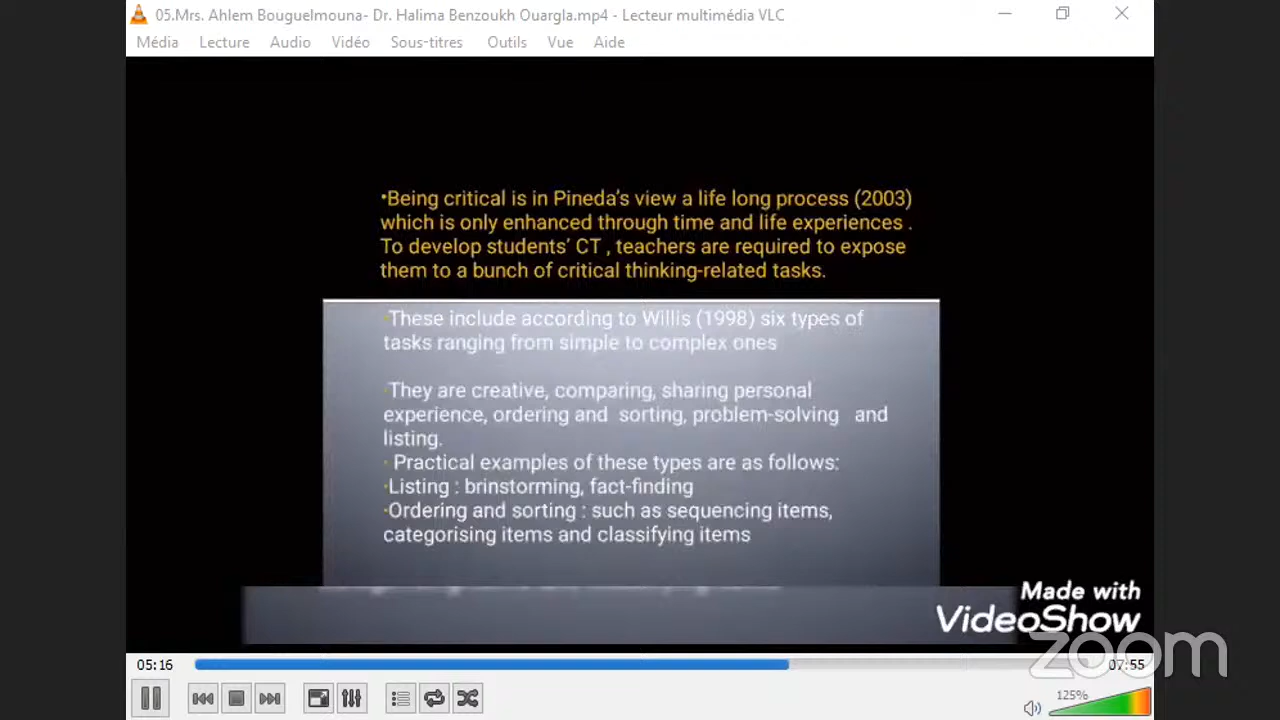 05.Mrs. Ahlem Bouguelmouna- Dr. Halima Benzoukh Ouargla.mp4 - Lecteur multimédia VLC
Média Lecture Audio Vidéo Sous-titres Outils Vue Aide
•Being critical is in Pineda's view a life long process (2003)
which is only enhanced through time and life experiences .
To develop students' CT , teachers are required to expose
them to a bunch of critical thinking-related tasks.
•These include according to Willis (1998) six types of
tasks ranging from simple to complex ones
•They are creative, comparing, sharing personal
experience, ordering and sorting, problem-solving and
listing.
• Practical examples of these types are as follows:
•Listing : brinstorming, fact-finding
•Ordering and sorting : such as sequencing items,
categorising items and classifying items
Made with
VideoShow
zoom
05:16
07:55
125%